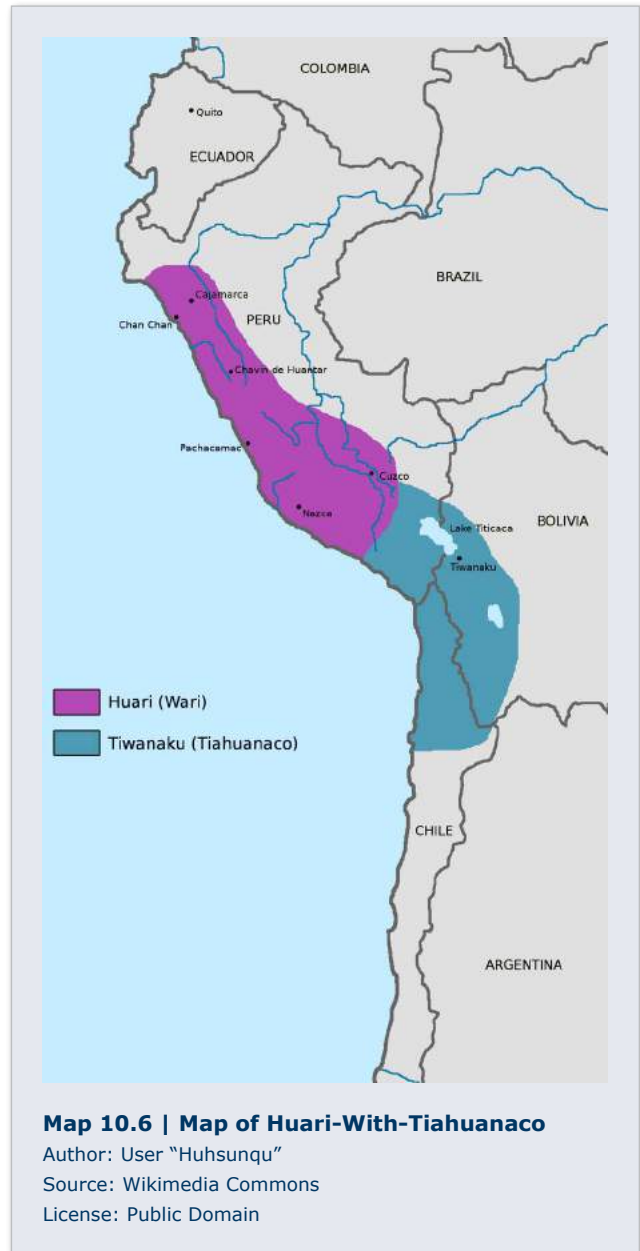 COLOMBIA
Quito
ECUADOR
BRAZIL
Cajamarca
Chan Chan
PERU
Chavin de Huantar
Pachacamac
Cuzco
Nazca
Lake Titicaca
BOLIVIA
Tiwanaku
Huari (Wari)
Tiwanaku (Tiahuanaco)
CHILE
ARGENTINA
Map 10.6 | Map of Huari-With-Tiahuanaco
Author: User “Huhsunqu”
Source: Wikimedia Commons
License: Public Domain